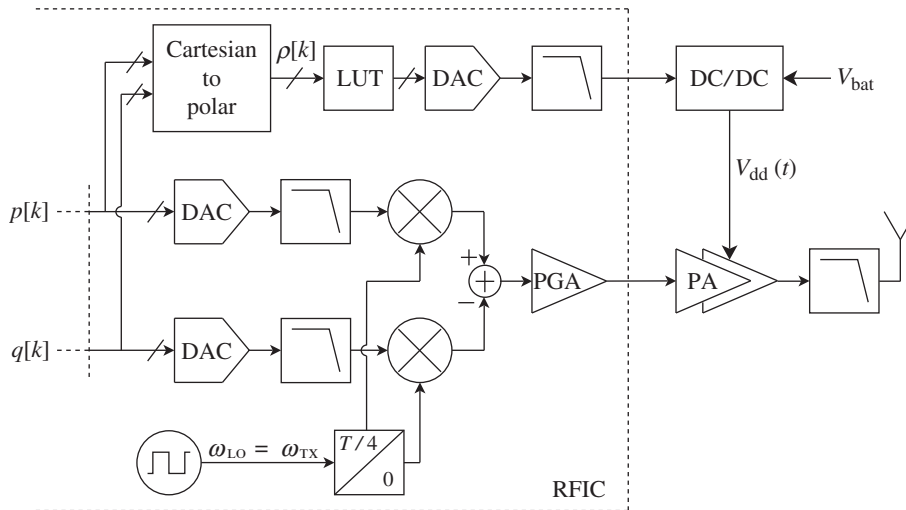 Cartesian
to
polar
ρ[k]
LUT
DAC
DC/DC
V_bat
V_dd (t)
p[k]
DAC
+
+
−
PGA
PA
q[k]
DAC
ω_LO = ω_TX
T/4
0
RFIC